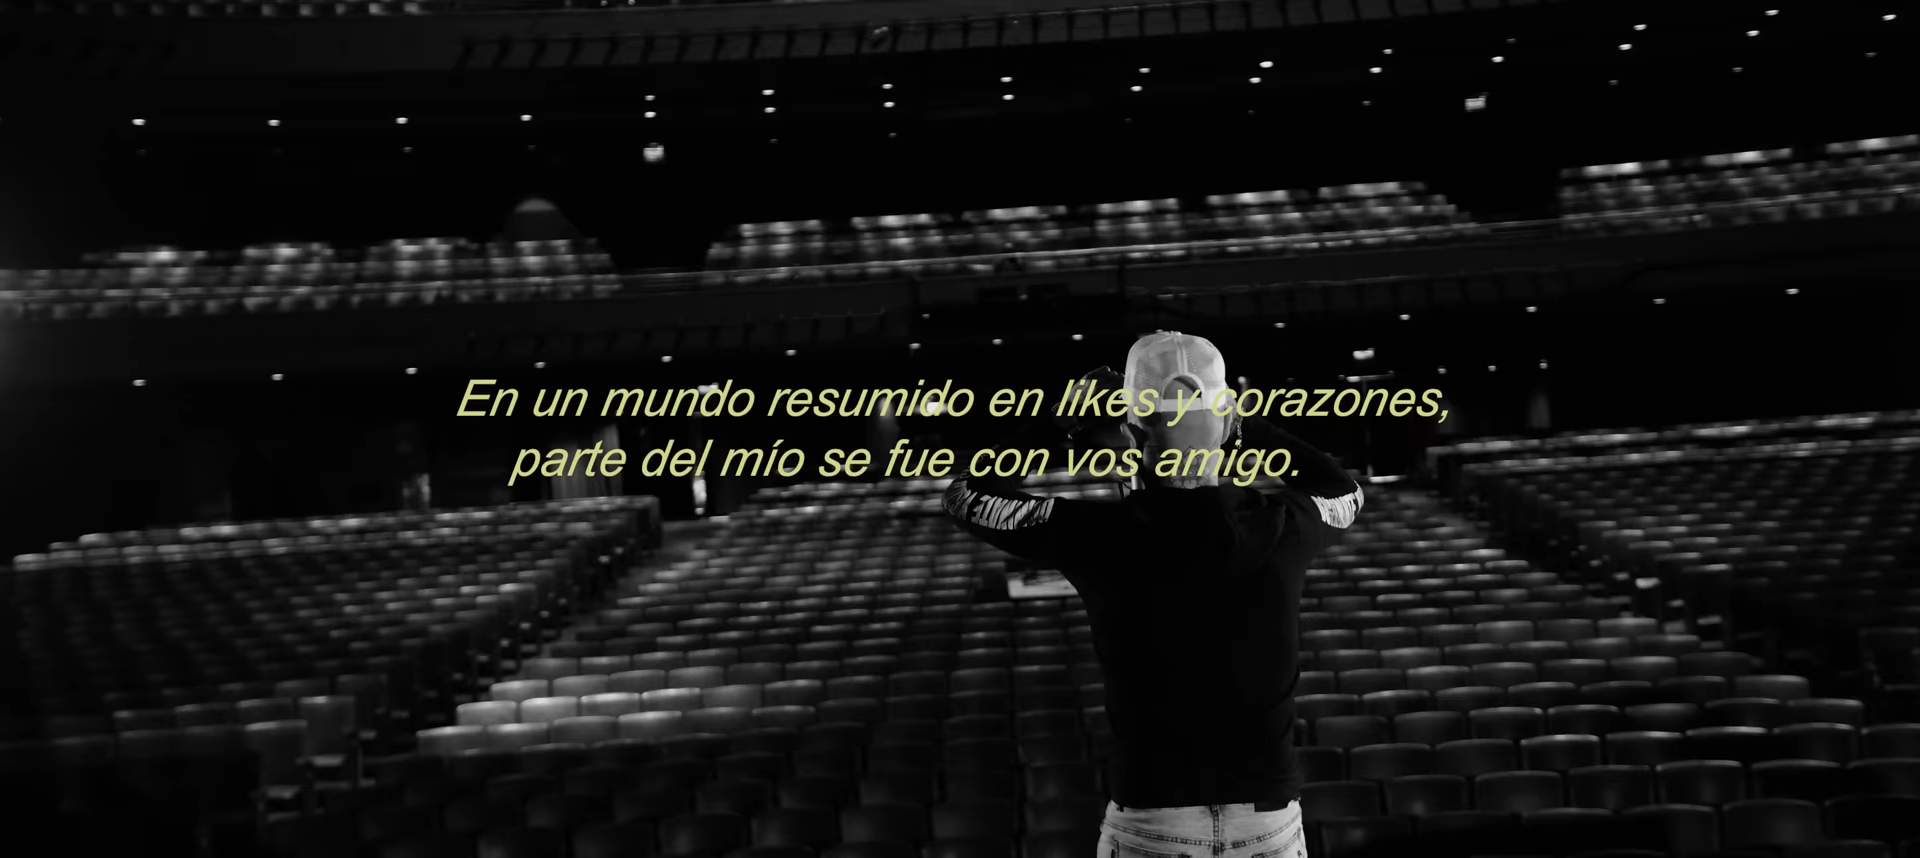 En un mundo resumido en likes y corazones,
parte del mío se fue con vos amigo.